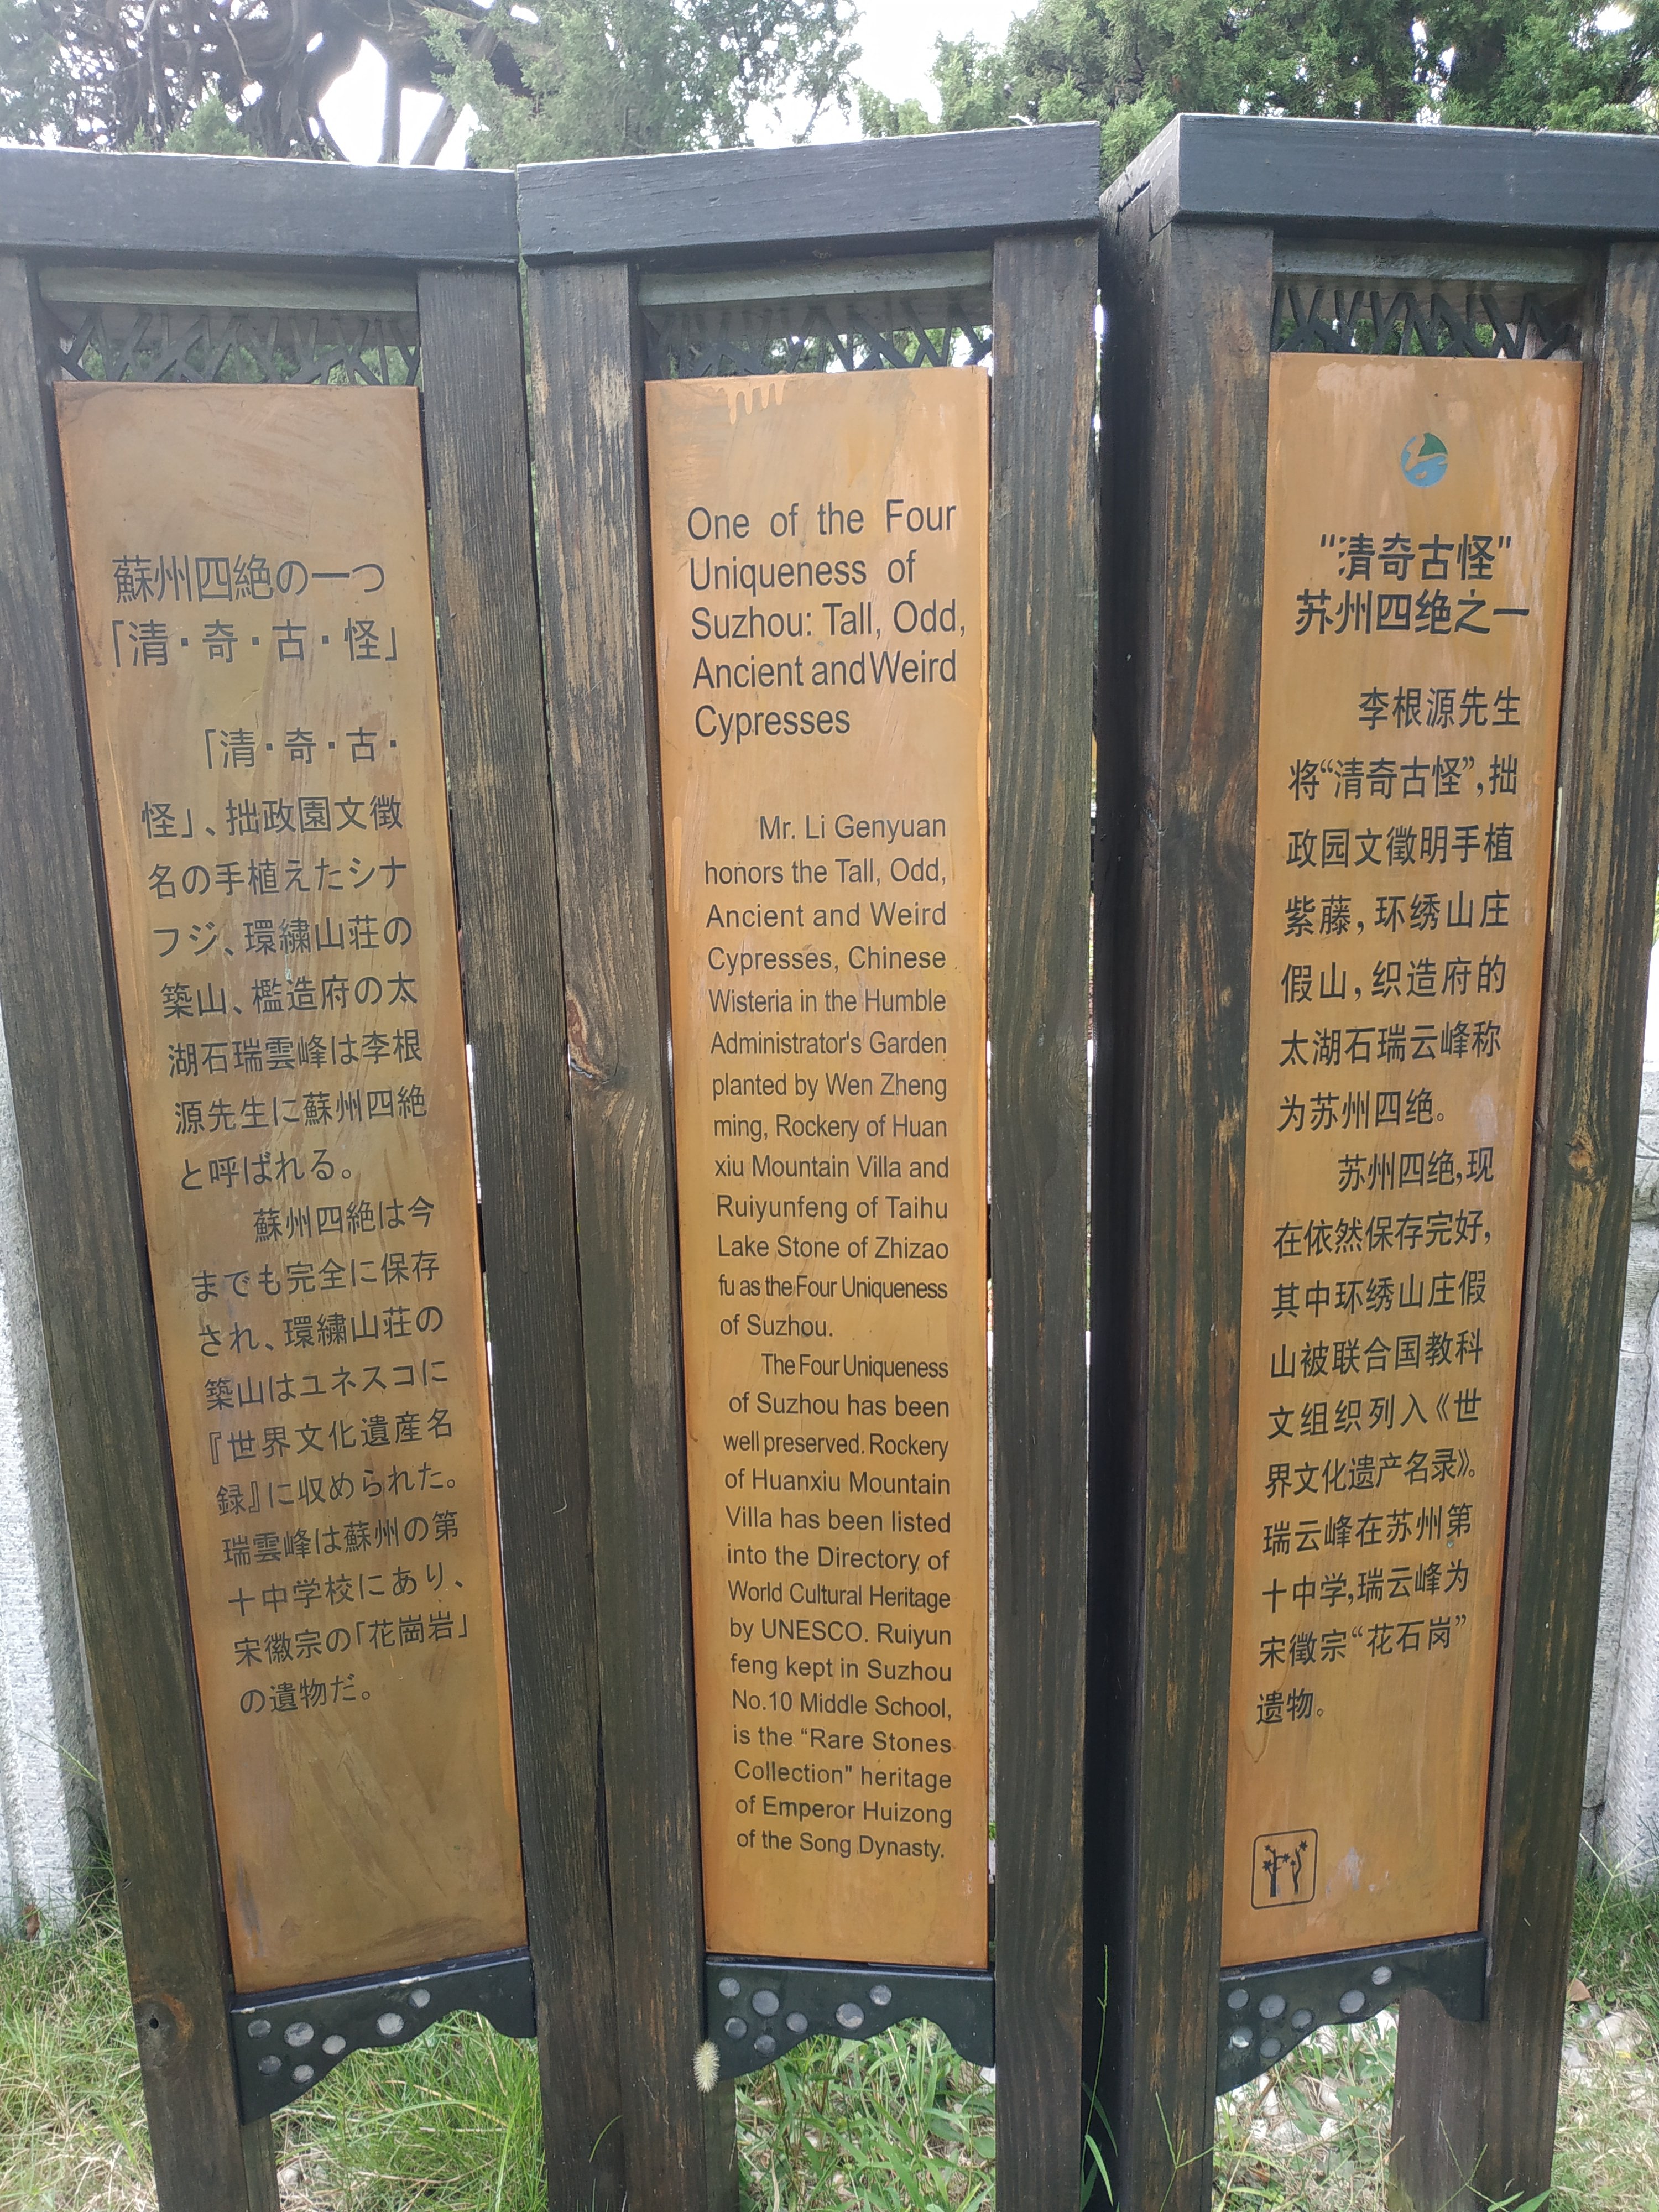 蘇州四絶の一つ
「清・奇・古・怪」
「清・奇・古・
怪」、拙政園文徴
名の手植えたシナ
フジ、環繍山荘の
築山、檻造府の太
湖石瑞雲峰は李根
源先生に蘇州四絶
と呼ばれる。
蘇州四絶は今
までも完全に保存
され、環繍山荘の
築山はユネスコに
『世界文化遺産名
録』に収められた。
瑞雲峰は蘇州の第
十中学校にあり、
宋徽宗の「花崗岩」
の遺物だ。
One of the Four
Uniqueness of
Suzhou: Tall, Odd,
Ancient and Weird
Cypresses
Mr. Li Genyuan
honors the Tall, Odd,
Ancient and Weird
Cypresses, Chinese
Wisteria in the Humble
Administrator's Garden
planted by Wen Zheng
ming, Rockery of Huan
xiu Mountain Villa and
Ruiyunfeng of Taihu
Lake Stone of Zhizao
fu as the Four Uniqueness
of Suzhou.
The Four Uniqueness
of Suzhou has been
well preserved. Rockery
of Huanxiu Mountain
Villa has been listed
into the Directory of
World Cultural Heritage
by UNESCO. Ruiyun
feng kept in Suzhou
No.10 Middle School,
is the “Rare Stones
Collection" heritage
of Emperor Huizong
of the Song Dynasty.
"清奇古怪"
苏州四绝之一
李根源先生
将“清奇古怪”,拙
政园文徵明手植
紫藤,环绣山庄
假山,织造府的
太湖石瑞云峰称
为苏州四绝。
苏州四绝,现
在依然保存完好,
其中环绣山庄假
山被联合国教科
文组织列入《世
界文化遗产名录》。
瑞云峰在苏州第
十中学,瑞云峰为
宋徵宗“花石岗”
遗物。